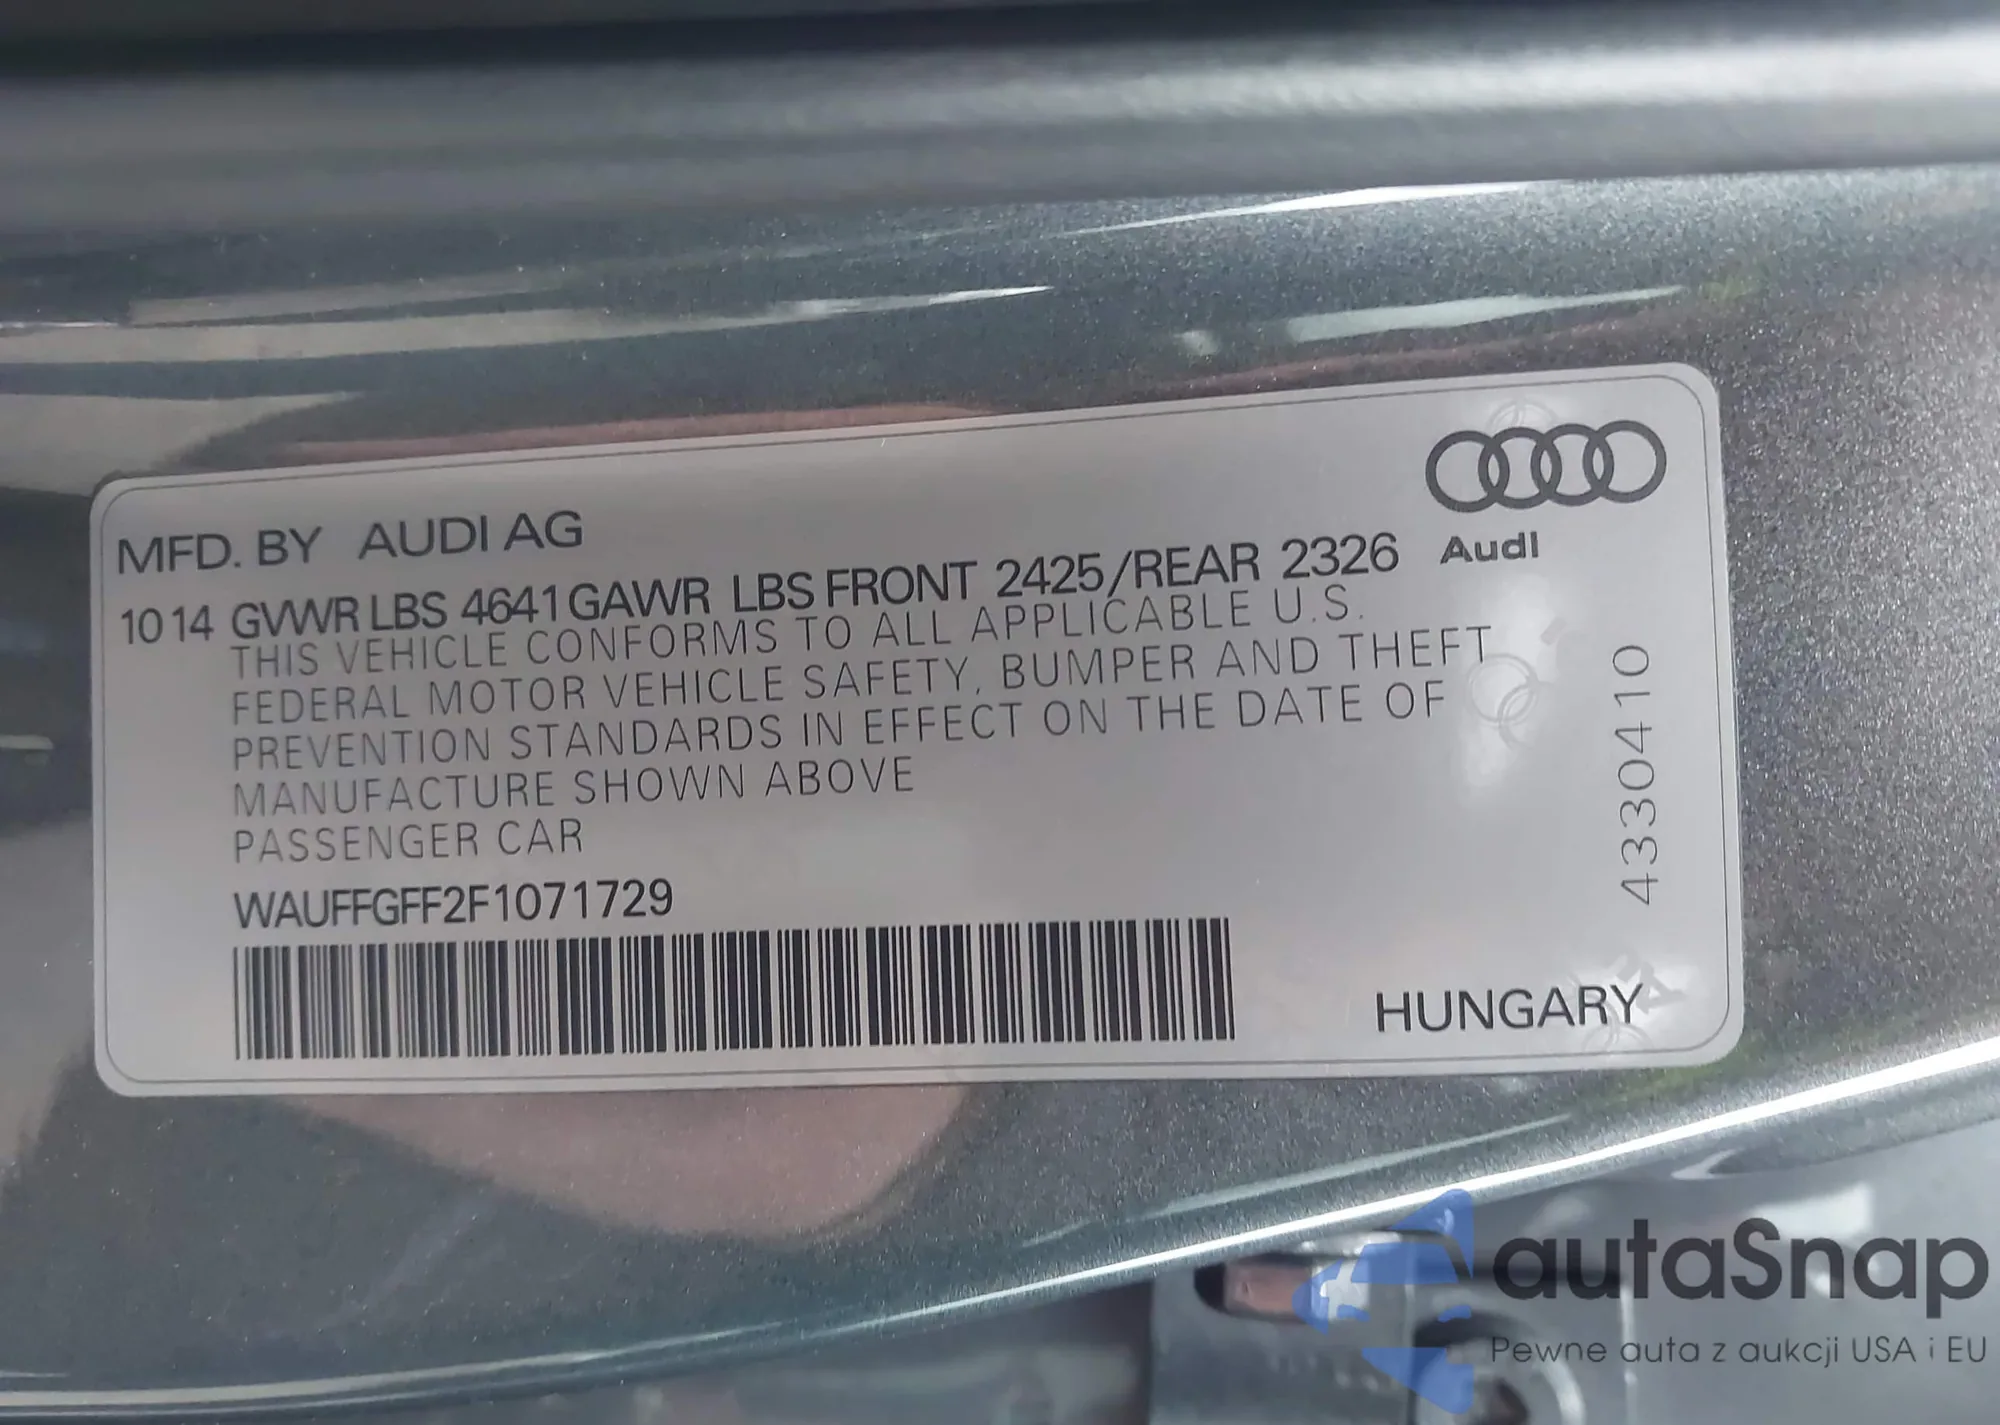 MFD. BY AUDI AG
10 14 GVWR LBS 4641 GAWR LBS FRONT 2425/REAR 2326
Audi
THIS VEHICLE CONFORMS TO ALL APPLICABLE U.S.
FEDERAL MOTOR VEHICLE SAFETY, BUMPER AND THEFT
PREVENTION STANDARDS IN EFFECT ON THE DATE OF
MANUFACTURE SHOWN ABOVE
PASSENGER CAR
WAUFFGFF2F1071729
4330410
HUNGARY
autaSnap
Pewne auta z aukcji USA i EU